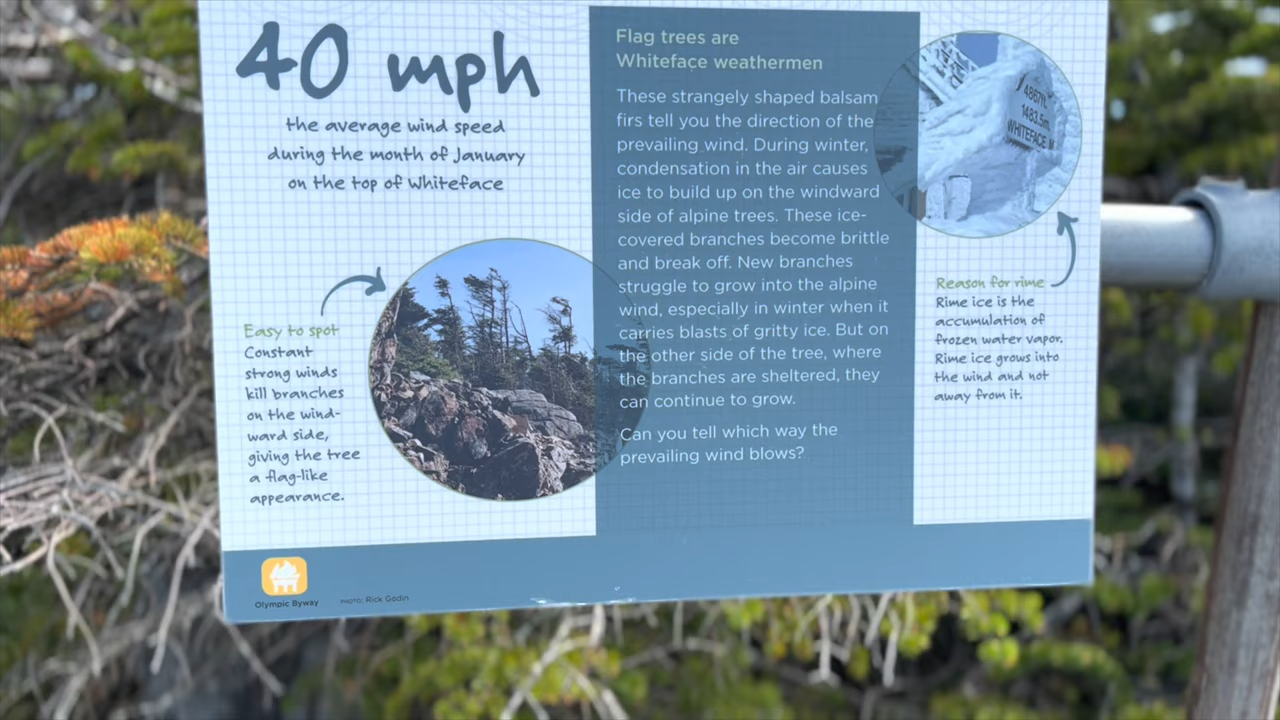 40 mph
the average wind speed
during the month of January
on the top of Whiteface
Easy to spot
Constant
strong winds
kill branches
on the wind-
ward side,
giving the tree
a flag-like
appearance.
Flag trees are
Whiteface weathermen
These strangely shaped balsam
firs tell you the direction of the
prevailing wind. During winter,
condensation in the air causes
ice to build up on the windward
side of alpine trees. These ice-
covered branches become brittle
and break off. New branches
struggle to grow into the alpine
wind, especially in winter when it
carries blasts of gritty ice. But on
the other side of the tree, where
the branches are sheltered, they
can continue to grow.
Can you tell which way the
prevailing wind blows?
4867ft.
1483.5m
WHITEFACE M
Reason for rime
Rime ice is the
accumulation of
frozen water vapor.
Rime ice grows into
the wind and not
away from it.
Olympic Byway
PHOTO: Rick Godin